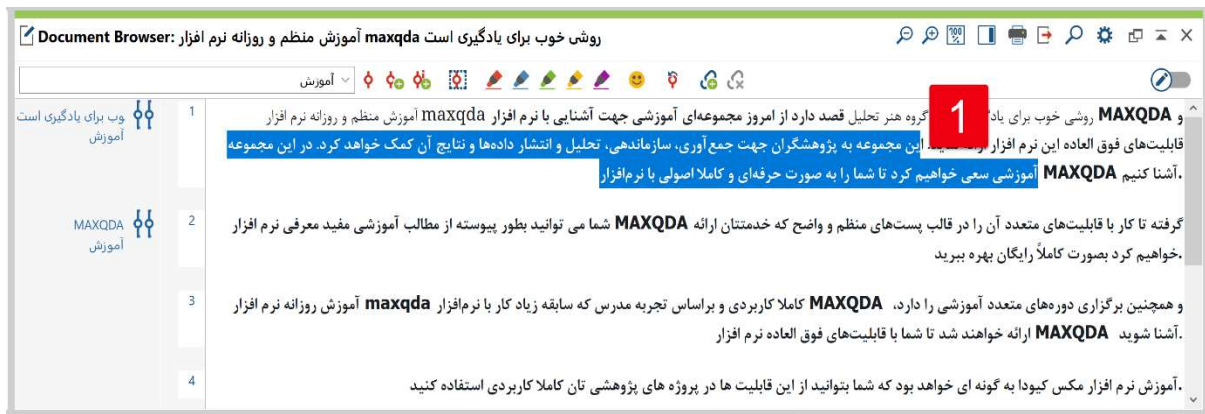 Document Browser: آموزش منظم و روزانه نرم افزار maxqda روشی خوب برای یادگیری است
آموزش
وب برای یادگیری است
آموزش
1
1
آموزش منظم و روزانه نرم افزار MAXQDA روشی خوب برای گروه هنر تحلیل قصد دارد از امروز مجموعه‌ای آموزشی جهت آشنایی با نرم افزار maxqda و
قابلیت‌های فوق العاده این نرم افزار این مجموعه به پژوهشگران جهت جمع‌آوری، سازماندهی، تحلیل و انتشار داده‌ها و نتایج آن کمک خواهد کرد. در این مجموعه
آموزشی سعی خواهیم کرد تا شما را به صورت حرفه‌ای و کاملا اصولی با نرم‌افزار MAXQDA آشنا کنیم.
MAXQDA
آموزش
2
شما می توانید بطور پیوسته از مطالب آموزشی مفید معرفی نرم افزار MAXQDA گرفته تا کار با قابلیت‌های متعدد آن را در قالب پست‌های منظم و واضح که خدمتتان ارائه
خواهیم کرد بصورت کاملاً رایگان بهره ببرید.
3
آموزش روزانه نرم افزار maxqda کاملا کاربردی و براساس تجربه مدرس که سابقه زیاد کار با نرم‌افزار MAXQDA و همچنین برگزاری دوره‌های متعدد آموزشی را دارد،
ارائه خواهند شد تا شما با قابلیت‌های فوق العاده نرم افزار MAXQDA آشنا شوید.
4
آموزش نرم افزار مکس کیودا به گونه ای خواهد بود که شما بتوانید از این قابلیت ها در پروژه های پژوهشی تان کاملا کاربردی استفاده کنید.